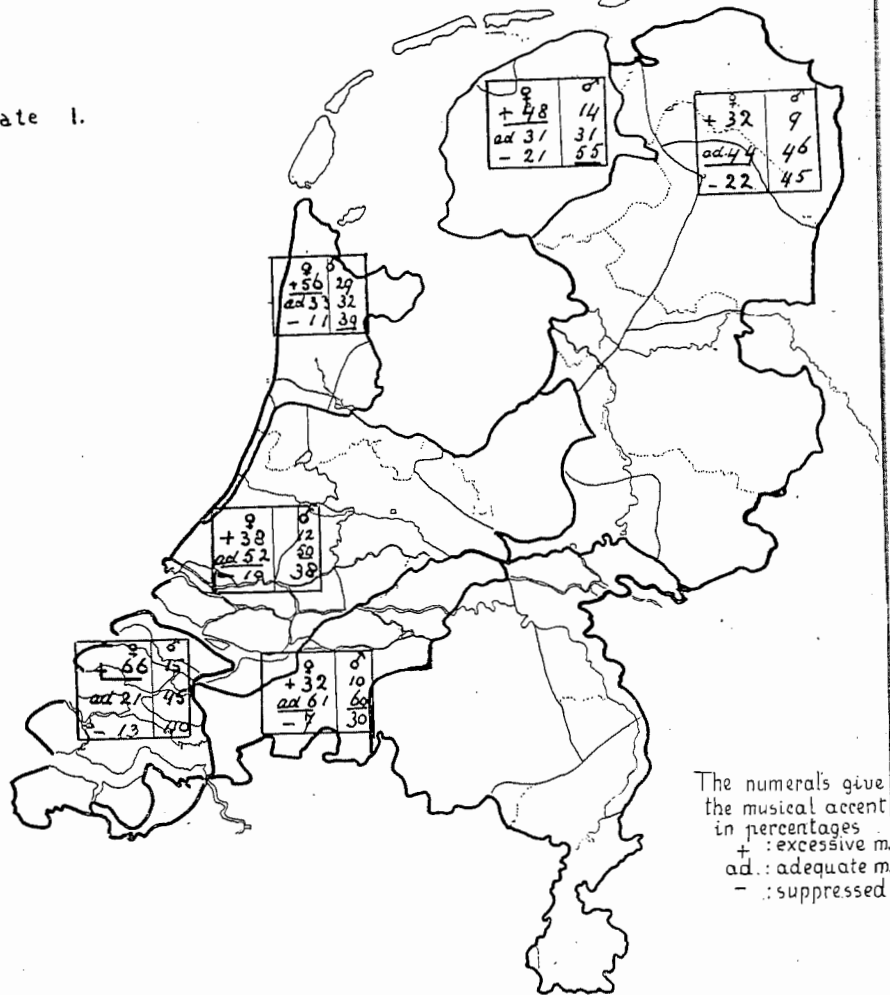 ate 1.
♀ ♂
+ 48 14
ad 31 31
- 21 55
♀ ♂
+ 32 9
ad. 44 46
- 22 45
♀ ♂
+56 29
ad 33 32
- 11 39
♀ ♂
+ 38 12
ad 52 50
- 10 38
♀ ♂
+ 66 15
ad 21 45
- 13 40
♀ ♂
+ 32 10
ad 61 60
- 7 30
The numerals give
the musical accent
in percentages
+ : excessive m.
ad. : adequate m.
- : suppressed